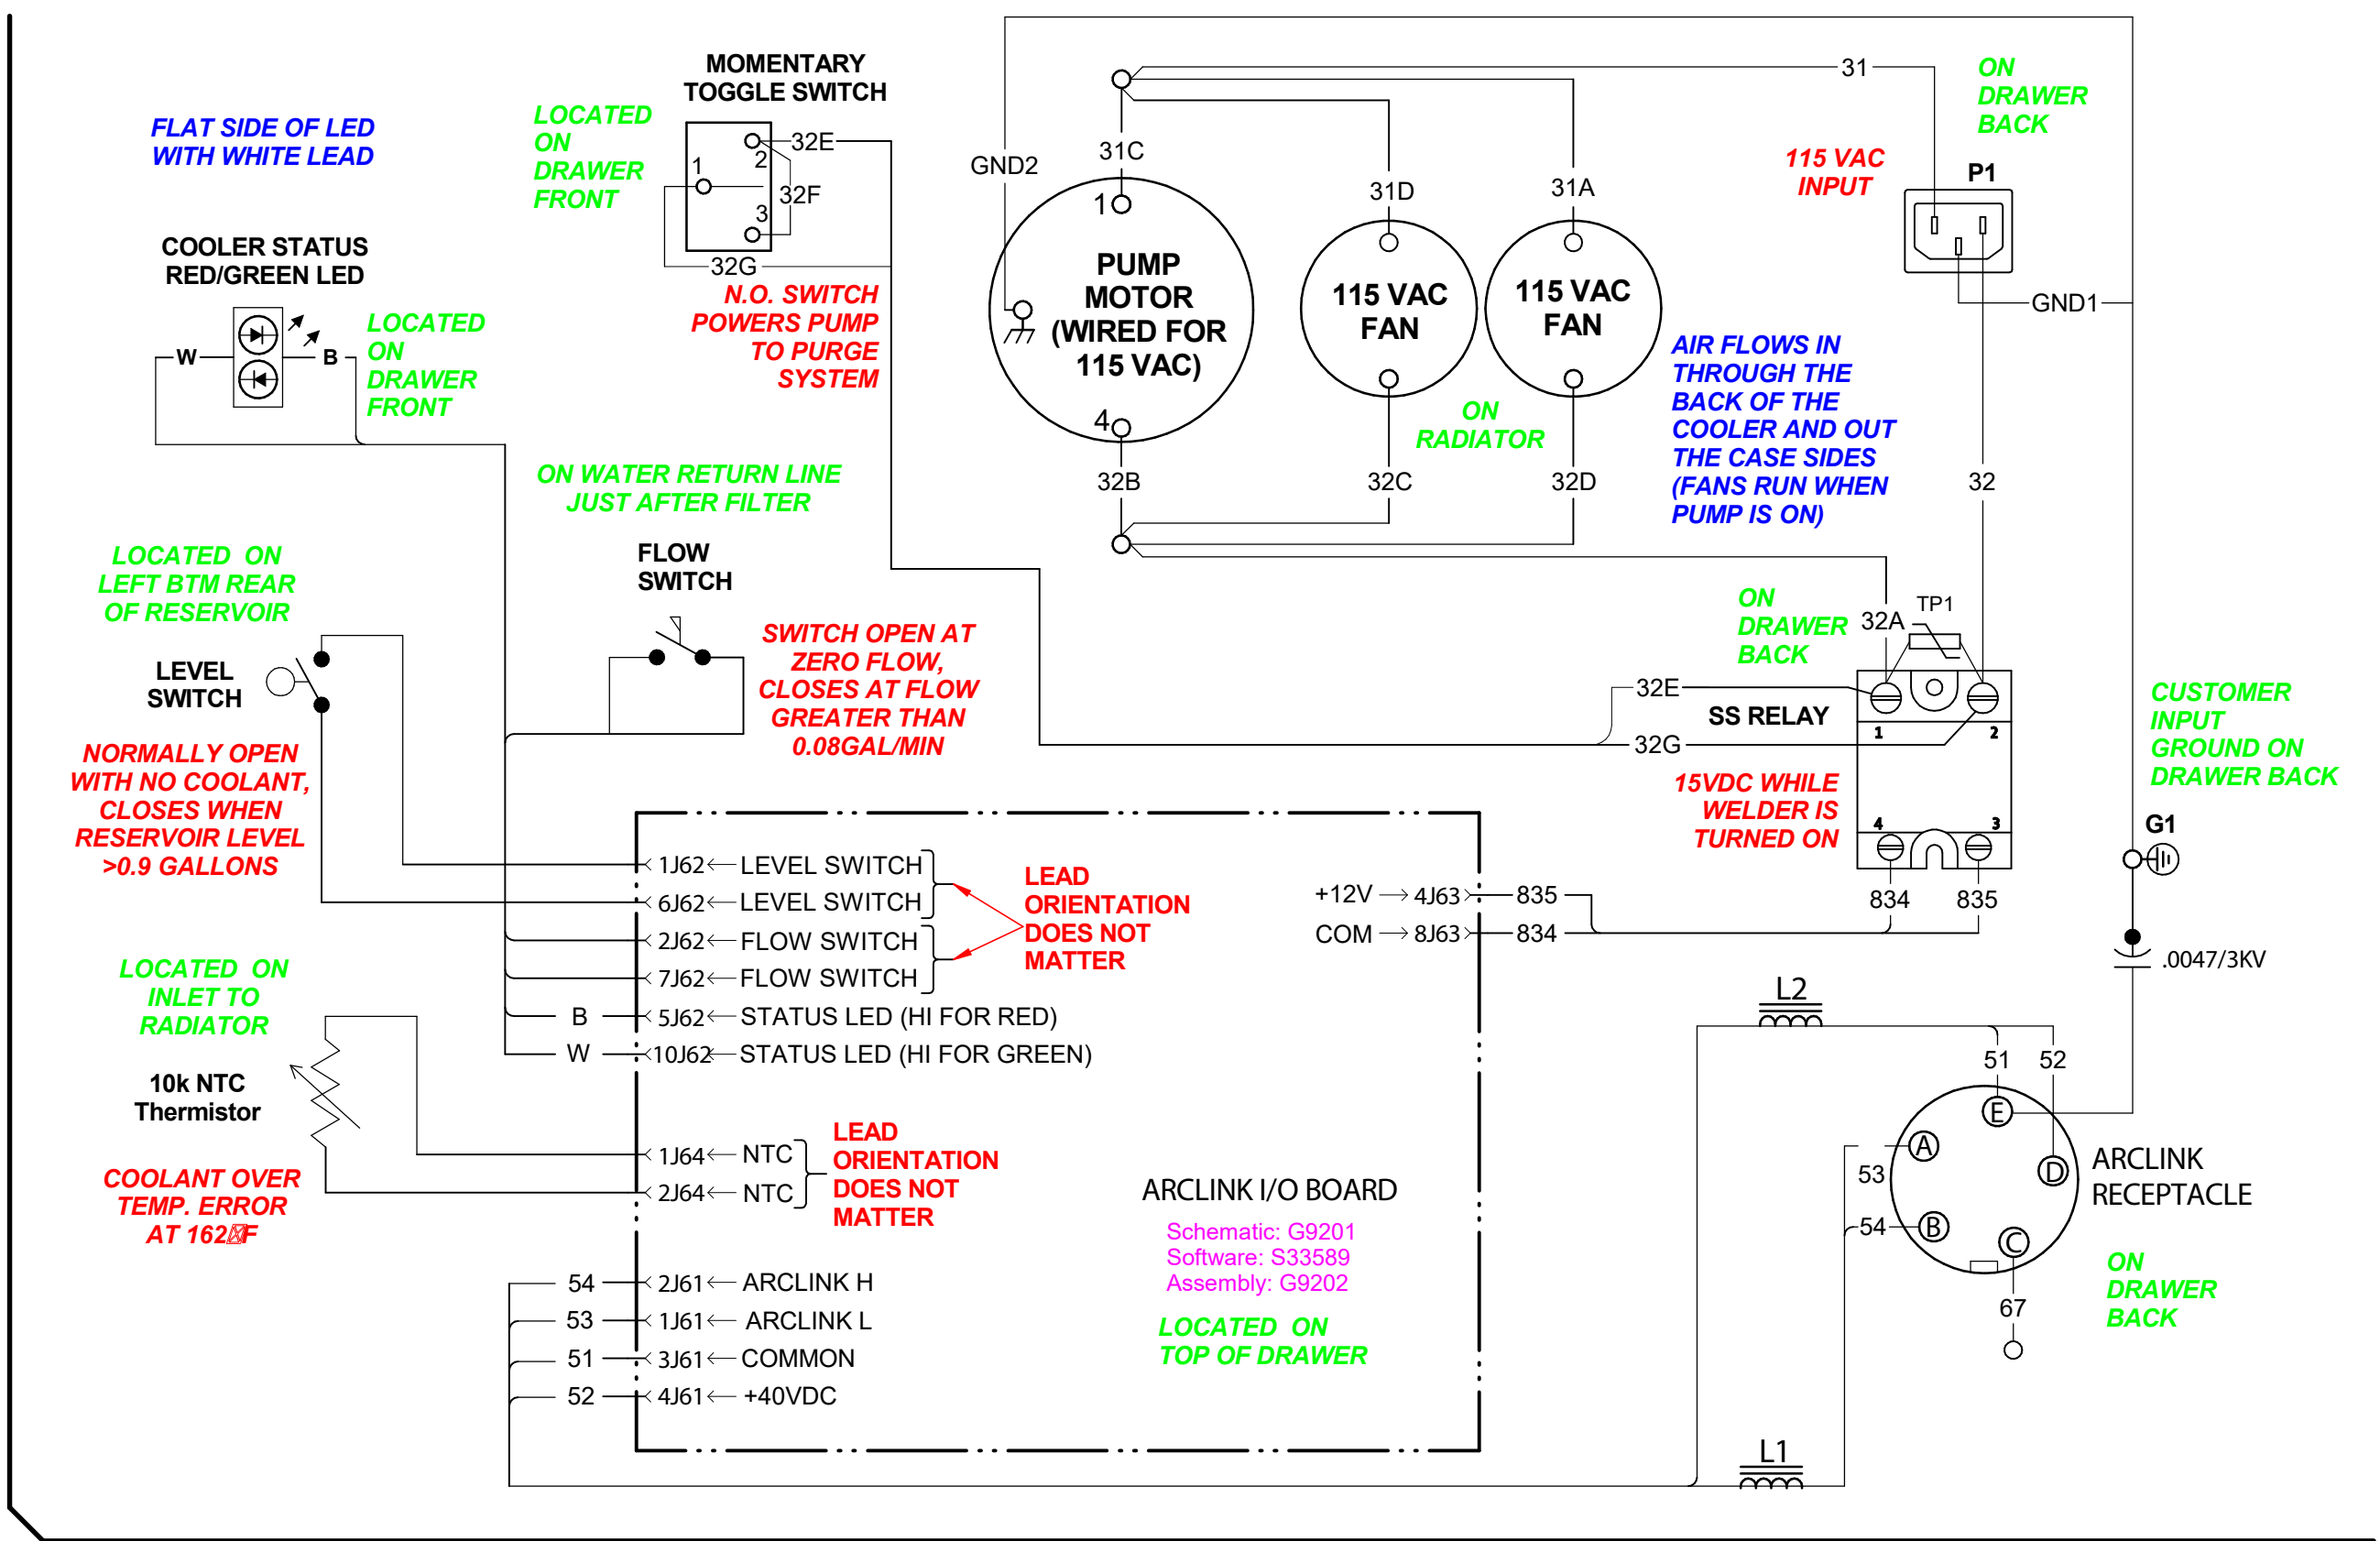 MOMENTARY
TOGGLE SWITCH
LOCATED
ON
DRAWER
FRONT
1
2
3
32E
32F
32G
N.O. SWITCH
POWERS PUMP
TO PURGE
SYSTEM
FLAT SIDE OF LED
WITH WHITE LEAD
COOLER STATUS
RED/GREEN LED
W
B
LOCATED
ON
DRAWER
FRONT
GND2
31C
31D
31A
31
1
PUMP
MOTOR
(WIRED FOR
115 VAC)
4
115 VAC
FAN
115 VAC
FAN
ON
RADIATOR
32B
32C
32D
ON
DRAWER
BACK
115 VAC
INPUT
P1
GND1
32
AIR FLOWS IN
THROUGH THE
BACK OF THE
COOLER AND OUT
THE CASE SIDES
(FANS RUN WHEN
PUMP IS ON)
ON WATER RETURN LINE
JUST AFTER FILTER
FLOW
SWITCH
SWITCH OPEN AT
ZERO FLOW,
CLOSES AT FLOW
GREATER THAN
0.08GAL/MIN
LOCATED ON
LEFT BTM REAR
OF RESERVOIR
LEVEL
SWITCH
NORMALLY OPEN
WITH NO COOLANT,
CLOSES WHEN
RESERVOIR LEVEL
>0.9 GALLONS
ON
DRAWER
BACK
32A
TP1
32E
SS RELAY
32G
1
2
4
3
15VDC WHILE
WELDER IS
TURNED ON
834
835
CUSTOMER
INPUT
GROUND ON
DRAWER BACK
G1
.0047/3KV
1J62 LEVEL SWITCH
6J62 LEVEL SWITCH
2J62 FLOW SWITCH
7J62 FLOW SWITCH
B 5J62 STATUS LED (HI FOR RED)
W 10J62 STATUS LED (HI FOR GREEN)
LEAD
ORIENTATION
DOES NOT
MATTER
+12V 4J63 835
COM 8J63 834
LOCATED ON
INLET TO
RADIATOR
10k NTC
Thermistor
COOLANT OVER
TEMP. ERROR
AT 162F
1J64 NTC
2J64 NTC
LEAD
ORIENTATION
DOES NOT
MATTER
ARCLINK I/O BOARD
Schematic: G9201
Software: S33589
Assembly: G9202
LOCATED ON
TOP OF DRAWER
54 2J61 ARCLINK H
53 1J61 ARCLINK L
51 3J61 COMMON
52 4J61 +40VDC
L2
51
52
E
A
D
B
C
53
54
67
ARCLINK
RECEPTACLE
ON
DRAWER
BACK
L1